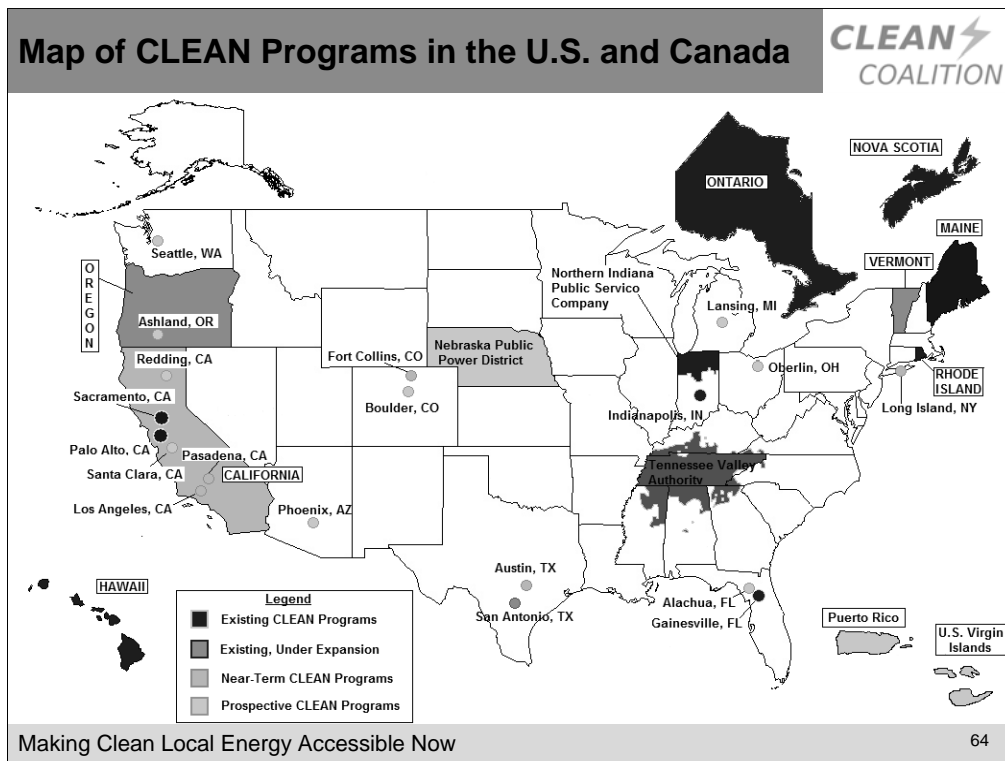 Map of CLEAN Programs in the U.S. and Canada
CLEAN
COALITION
NOVA SCOTIA
ONTARIO
MAINE
VERMONT
Seattle, WA
OREGON
Northern Indiana
Public Servico
Company
Lansing, MI
Ashland, OR
Nebraska Public
Power District
Redding, CA
Fort Collins, CO
Oberlin, OH
RHODE
ISLAND
Sacramento, CA
Boulder, CO
Indianapolis, IN
Long Island, NY
Palo Alto, CA
Pasadena, CA
Santa Clara, CA
CALIFORNIA
Tennessee Valley
Authority
Los Angeles, CA
Phoenix, AZ
Austin, TX
San Antonio, TX
Alachua, FL
Gainesville, FL
HAWAII
Puerto Rico
U.S. Virgin
Islands
Legend
Existing CLEAN Programs
Existing, Under Expansion
Near-Term CLEAN Programs
Prospective CLEAN Programs
Making Clean Local Energy Accessible Now
64